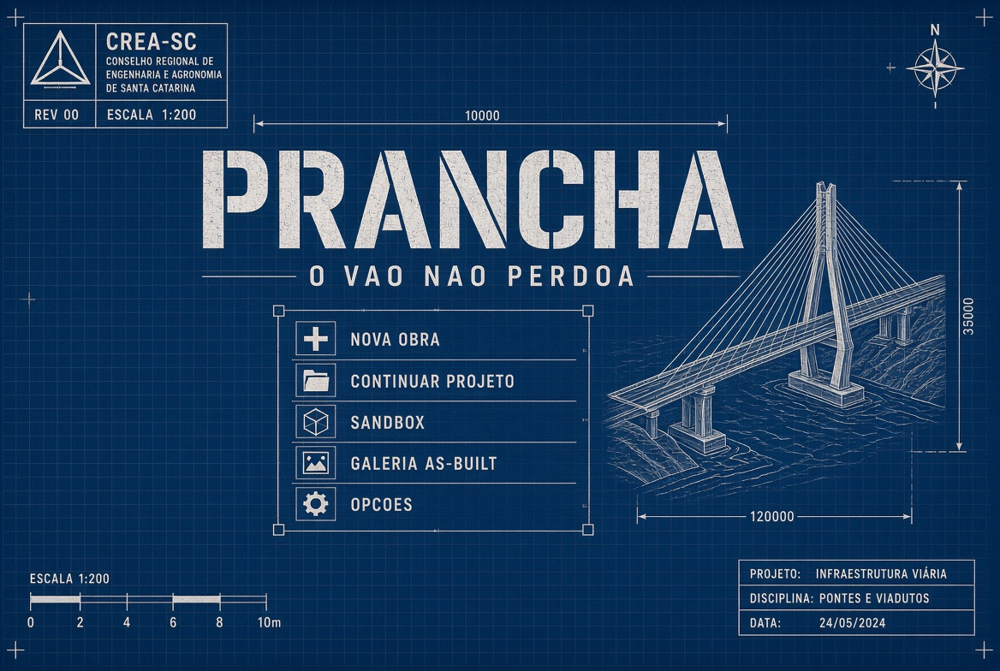 CREA-SC
CONSELHO REGIONAL DE
ENGENHARIA E AGRONOMIA
DE SANTA CATARINA
REV 00
ESCALA 1:200
N
10000
PRANCHA
O VAO NAO PERDOA
NOVA OBRA
CONTINUAR PROJETO
SANDBOX
GALERIA AS-BUILT
OPCOES
35000
120000
ESCALA 1:200
0 2 4 6 8 10m
PROJETO: INFRAESTRUTURA VIÁRIA
DISCIPLINA: PONTES E VIADUTOS
DATA: 24/05/2024